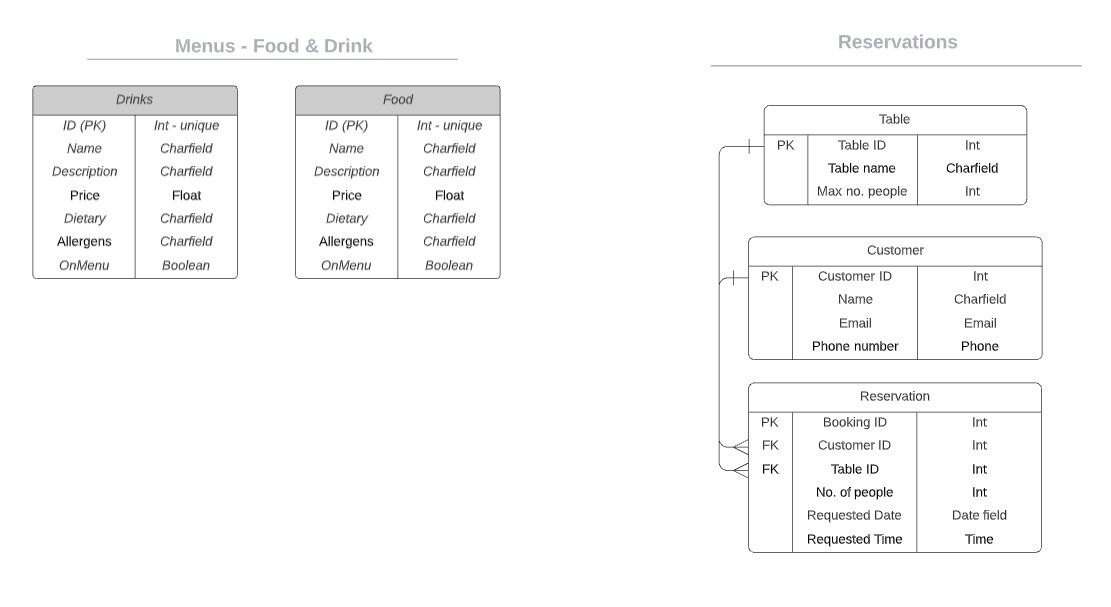 Menus - Food & Drink
Drinks
ID (PK) Int - unique
Name Charfield
Description Charfield
Price Float
Dietary Charfield
Allergens Charfield
OnMenu Boolean
Food
ID (PK) Int - unique
Name Charfield
Description Charfield
Price Float
Dietary Charfield
Allergens Charfield
OnMenu Boolean
Reservations
Table
PK Table ID Int
Table name Charfield
Max no. people Int
Customer
PK Customer ID Int
Name Charfield
Email Email
Phone number Phone
Reservation
PK Booking ID Int
FK Customer ID Int
FK Table ID Int
No. of people Int
Requested Date Date field
Requested Time Time